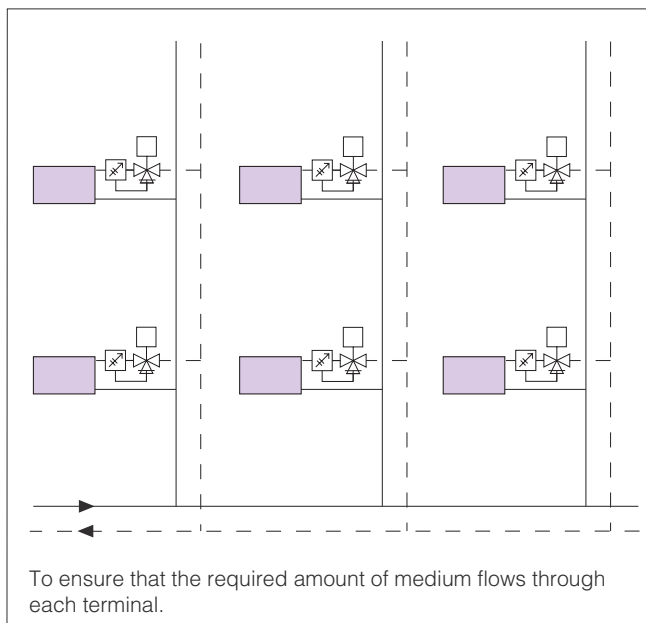 To ensure that the required amount of medium flows through
each terminal.